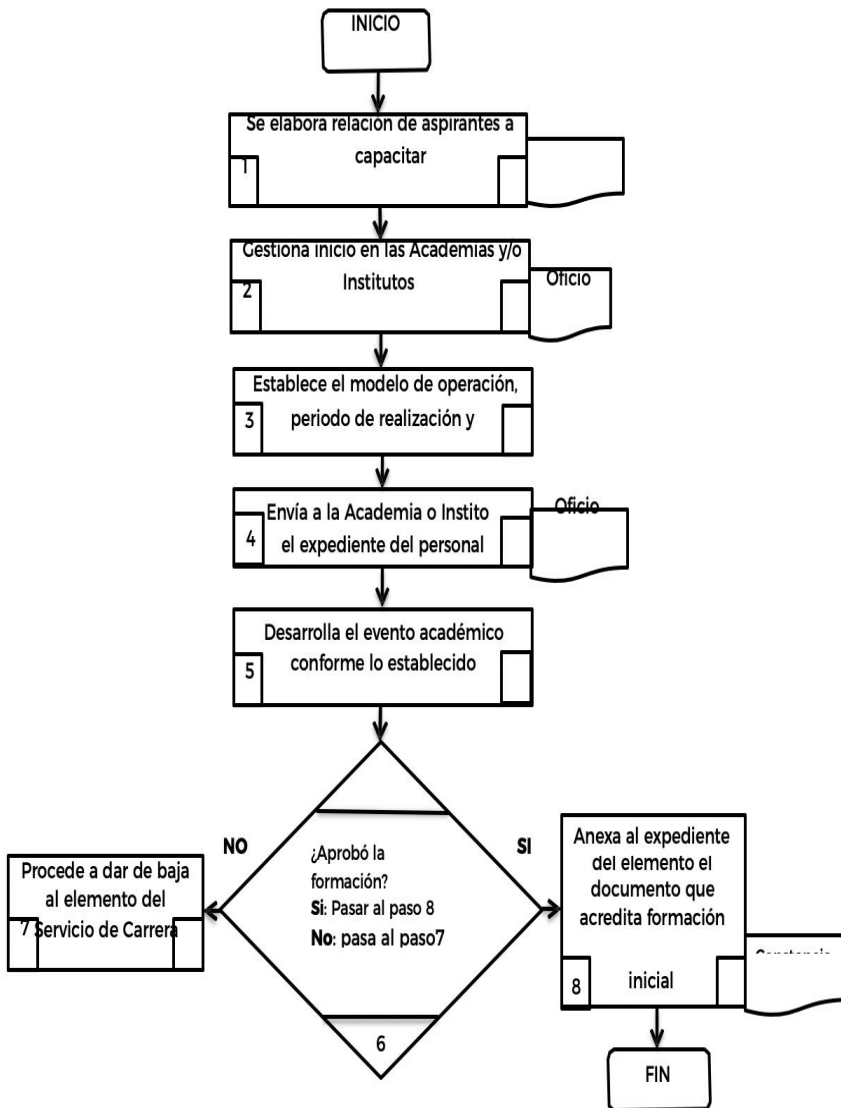 INICIO
Se elabora relación de aspirantes a
capacitar
1
Gestiona inicio en las Academias y/o
Institutos
2
Oficio
Establece el modelo de operación,
periodo de realización y
3
Envía a la Academia o Instito
el expediente del personal
4
Oficio
Desarrolla el evento académico
conforme lo establecido
5
NO
SI
¿Aprobó la
formación?
Si: Pasar al paso 8
No: pasa al paso7
6
Procede a dar de baja
al elemento del
Servicio de Carrera
7
Anexa al expediente
del elemento el
documento que
acredita formación
inicial
8
FIN